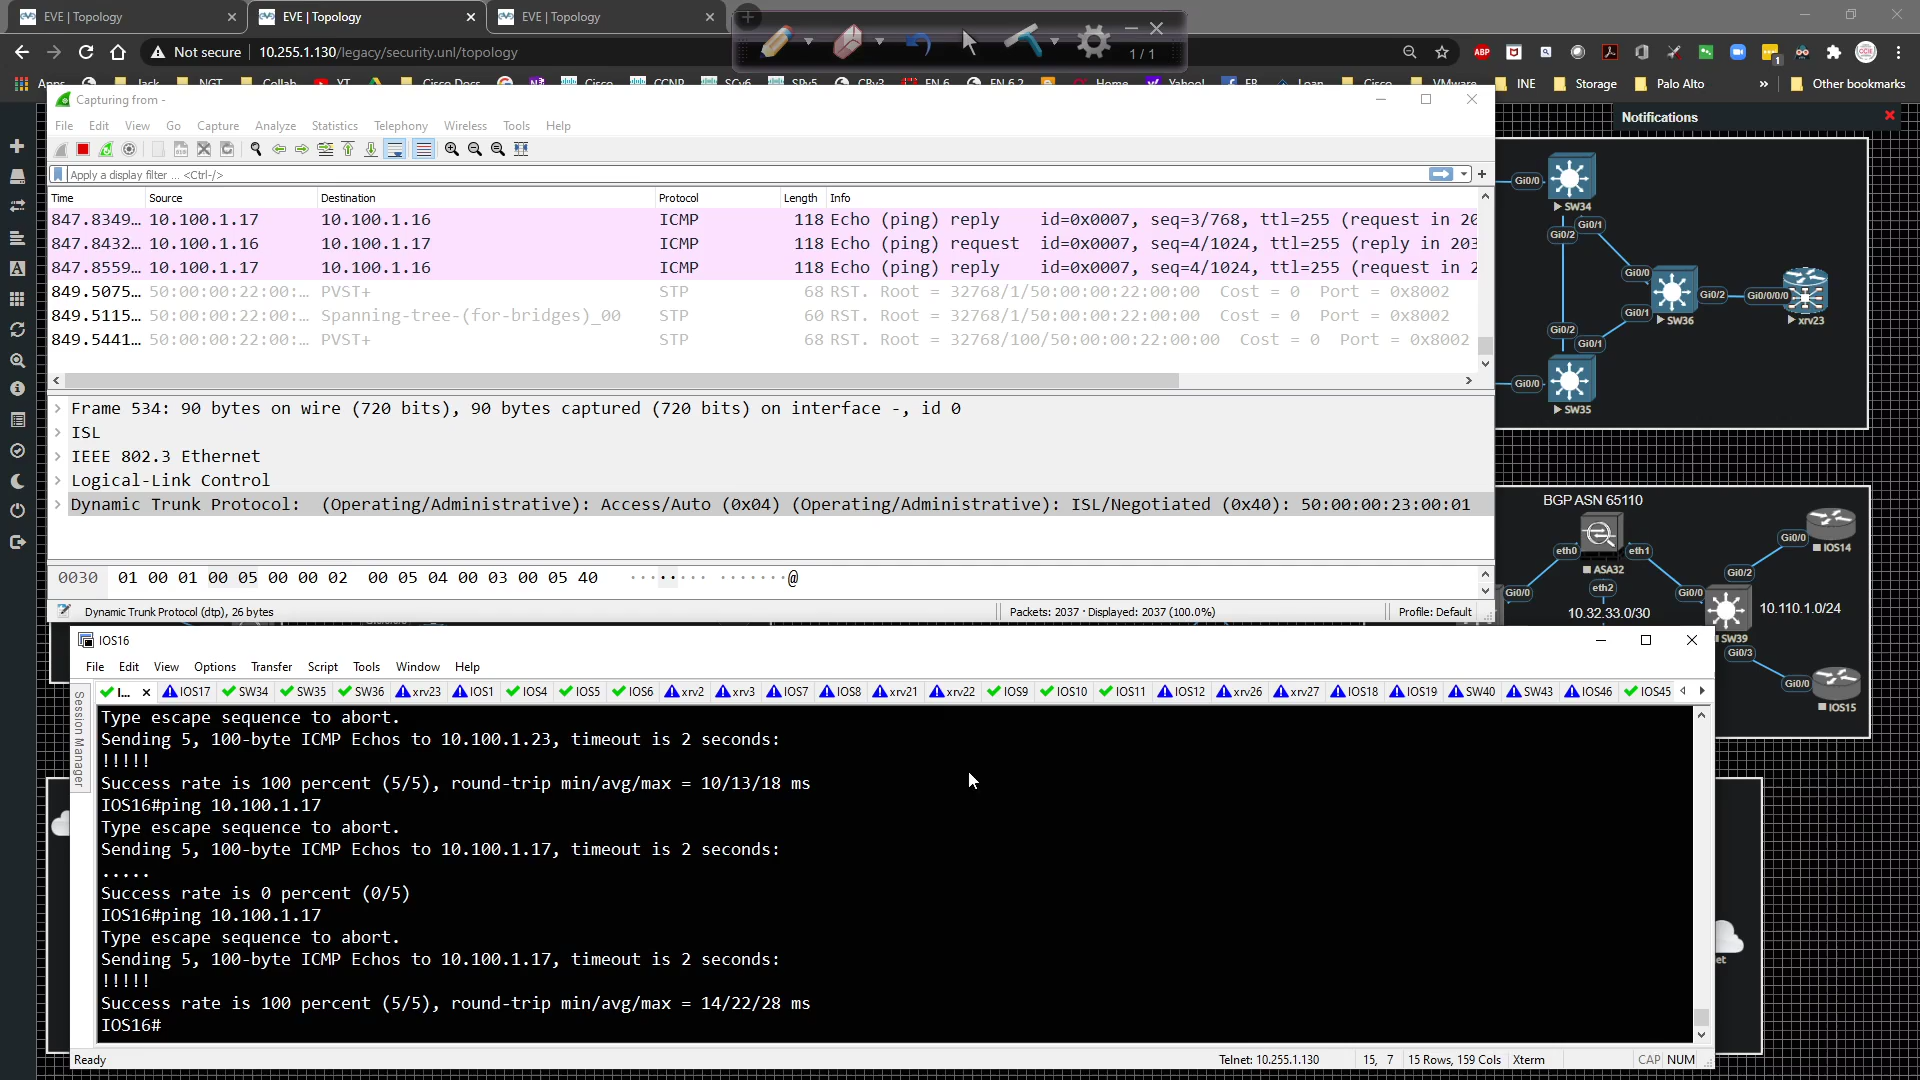 EVE | Topology
EVE | Topology
EVE | Topology
1 / 1
Not secure 10.255.1.130/legacy/security.unl/topology
Apps Jack NGT Collab YT Cisco Docs Cisco CCNP SCv6 SPv5 CBv3 EN 6 EN 6.2 Home Yahoo! FB Loan Cisco VMware INE Storage Palo Alto » Other bookmarks
Capturing from -
Notifications
File Edit View Go Capture Analyze Statistics Telephony Wireless Tools Help
Apply a display filter ... <Ctrl-/>
Time Source Destination Protocol Length Info
847.8349… 10.100.1.17 10.100.1.16 ICMP 118 Echo (ping) reply id=0x0007, seq=3/768, ttl=255 (request in 20
847.8432… 10.100.1.16 10.100.1.17 ICMP 118 Echo (ping) request id=0x0007, seq=4/1024, ttl=255 (reply in 203
847.8559… 10.100.1.17 10.100.1.16 ICMP 118 Echo (ping) reply id=0x0007, seq=4/1024, ttl=255 (request in 2
849.5075… 50:00:00:22:00:… PVST+ STP 68 RST. Root = 32768/1/50:00:00:22:00:00 Cost = 0 Port = 0x8002
849.5115… 50:00:00:22:00:… Spanning-tree-(for-bridges)_00 STP 60 RST. Root = 32768/1/50:00:00:22:00:00 Cost = 0 Port = 0x8002
849.5441… 50:00:00:22:00:… PVST+ STP 68 RST. Root = 32768/100/50:00:00:22:00:00 Cost = 0 Port = 0x8002
Frame 534: 90 bytes on wire (720 bits), 90 bytes captured (720 bits) on interface -, id 0
ISL
IEEE 802.3 Ethernet
Logical-Link Control
Dynamic Trunk Protocol: (Operating/Administrative): Access/Auto (0x04) (Operating/Administrative): ISL/Negotiated (0x40): 50:00:00:23:00:01
0030 01 00 01 00 05 00 00 02 00 05 04 00 03 00 05 40 ········ ·······@
Dynamic Trunk Protocol (dtp), 26 bytes
Packets: 2037 · Displayed: 2037 (100.0%)
Profile: Default
Gi0/0
SW34
Gi0/1
Gi0/2
Gi0/0
Gi0/2
Gi0/0/0/0
Gi0/1
SW36
xrv23
Gi0/2
Gi0/1
Gi0/0
SW35
BGP ASN 65110
Gi0/0
IOS14
eth0
eth1
ASA32
Gi0/2
eth2
Gi0/0
Gi0/0
10.110.1.0/24
10.32.33.0/30
SW39
Gi0/3
Gi0/0
IOS15
et
IOS16
File Edit View Options Transfer Script Tools Window Help
Session Manager
I... IOS17 SW34 SW35 SW36 xrv23 IOS1 IOS4 IOS5 IOS6 xrv2 xrv3 IOS7 IOS8 xrv21 xrv22 IOS9 IOS10 IOS11 IOS12 xrv26 xrv27 IOS18 IOS19 SW40 SW43 IOS46 IOS45
Type escape sequence to abort.
Sending 5, 100-byte ICMP Echos to 10.100.1.23, timeout is 2 seconds:
!!!!!
Success rate is 100 percent (5/5), round-trip min/avg/max = 10/13/18 ms
IOS16#ping 10.100.1.17
Type escape sequence to abort.
Sending 5, 100-byte ICMP Echos to 10.100.1.17, timeout is 2 seconds:
.....
Success rate is 0 percent (0/5)
IOS16#ping 10.100.1.17
Type escape sequence to abort.
Sending 5, 100-byte ICMP Echos to 10.100.1.17, timeout is 2 seconds:
!!!!!
Success rate is 100 percent (5/5), round-trip min/avg/max = 14/22/28 ms
IOS16#
Ready
Telnet: 10.255.1.130 15, 7 15 Rows, 159 Cols Xterm CAP NUM